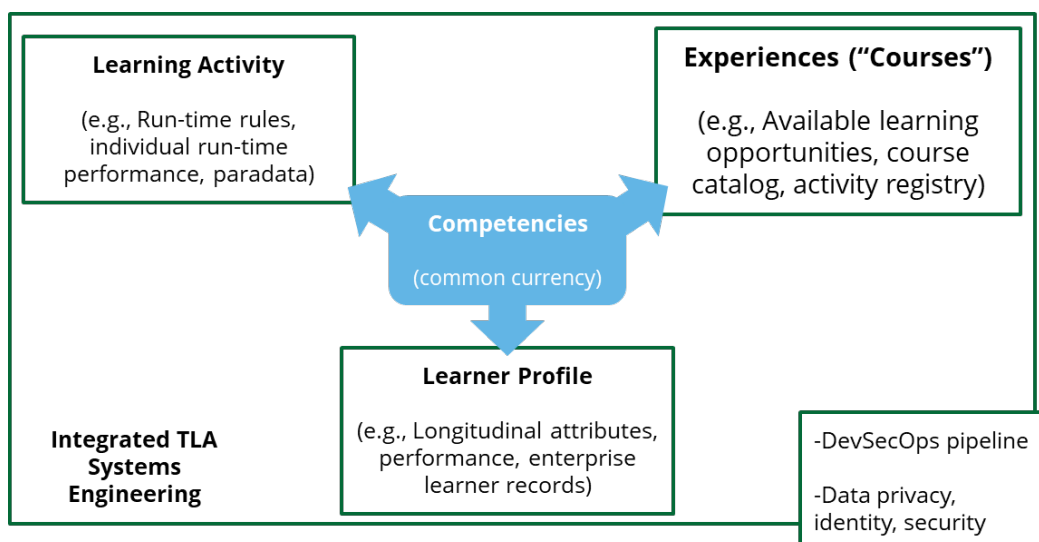 Learning Activity
(e.g., Run-time rules,
individual run-time
performance, paradata)
Experiences (“Courses”)
(e.g., Available learning
opportunities, course
catalog, activity registry)
Competencies
(common currency)
Learner Profile
(e.g., Longitudinal attributes,
performance, enterprise
learner records)
Integrated TLA
Systems
Engineering
-DevSecOps pipeline
-Data privacy,
identity, security